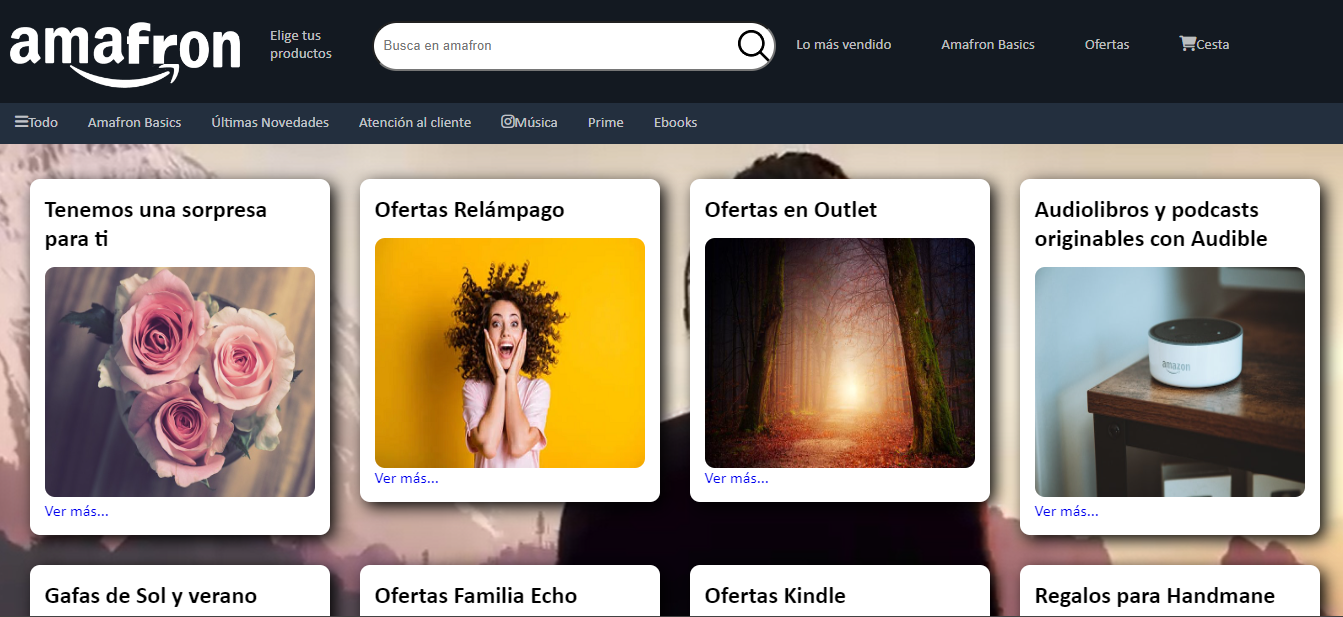 amafron
Elige tus
productos
Busca en amafron
Lo más vendido
Amafron Basics
Ofertas
Cesta
Todo
Amafron Basics
Últimas Novedades
Atención al cliente
Música
Prime
Ebooks
Tenemos una sorpresa
para ti
Ver más...
Ofertas Relámpago
Ver más...
Ofertas en Outlet
Ver más...
Audiolibros y podcasts
originables con Audible
amazon
Ver más...
Gafas de Sol y verano
Ofertas Familia Echo
Ofertas Kindle
Regalos para Handmane